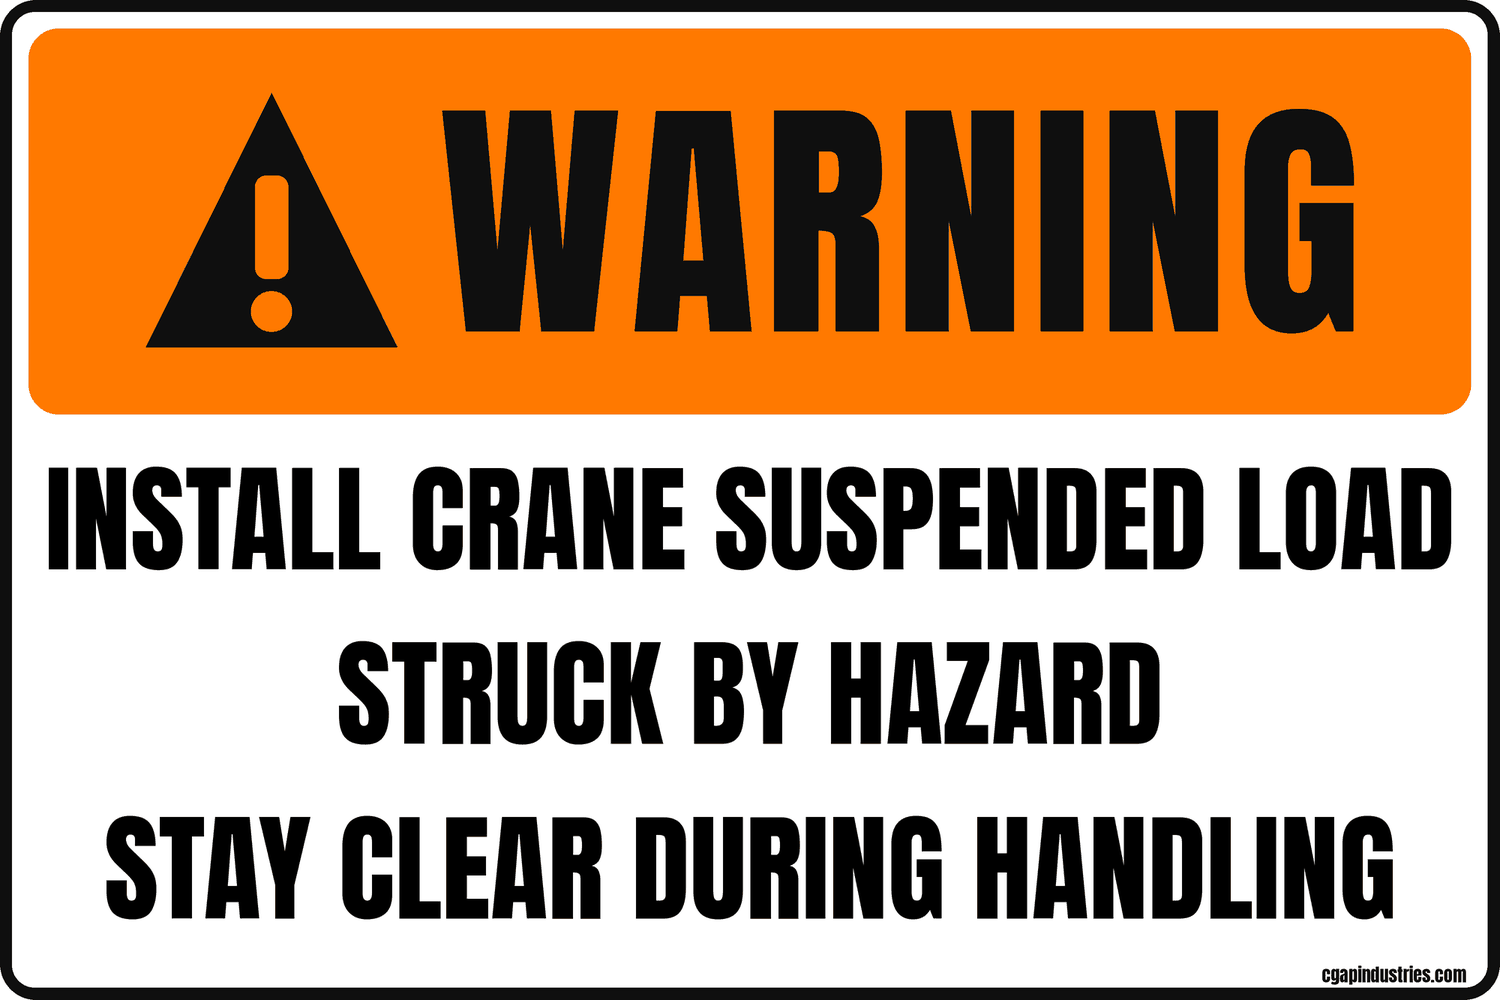 WARNING
INSTALL CRANE SUSPENDED LOAD
STRUCK BY HAZARD
STAY CLEAR DURING HANDLING
cgapindustries.com